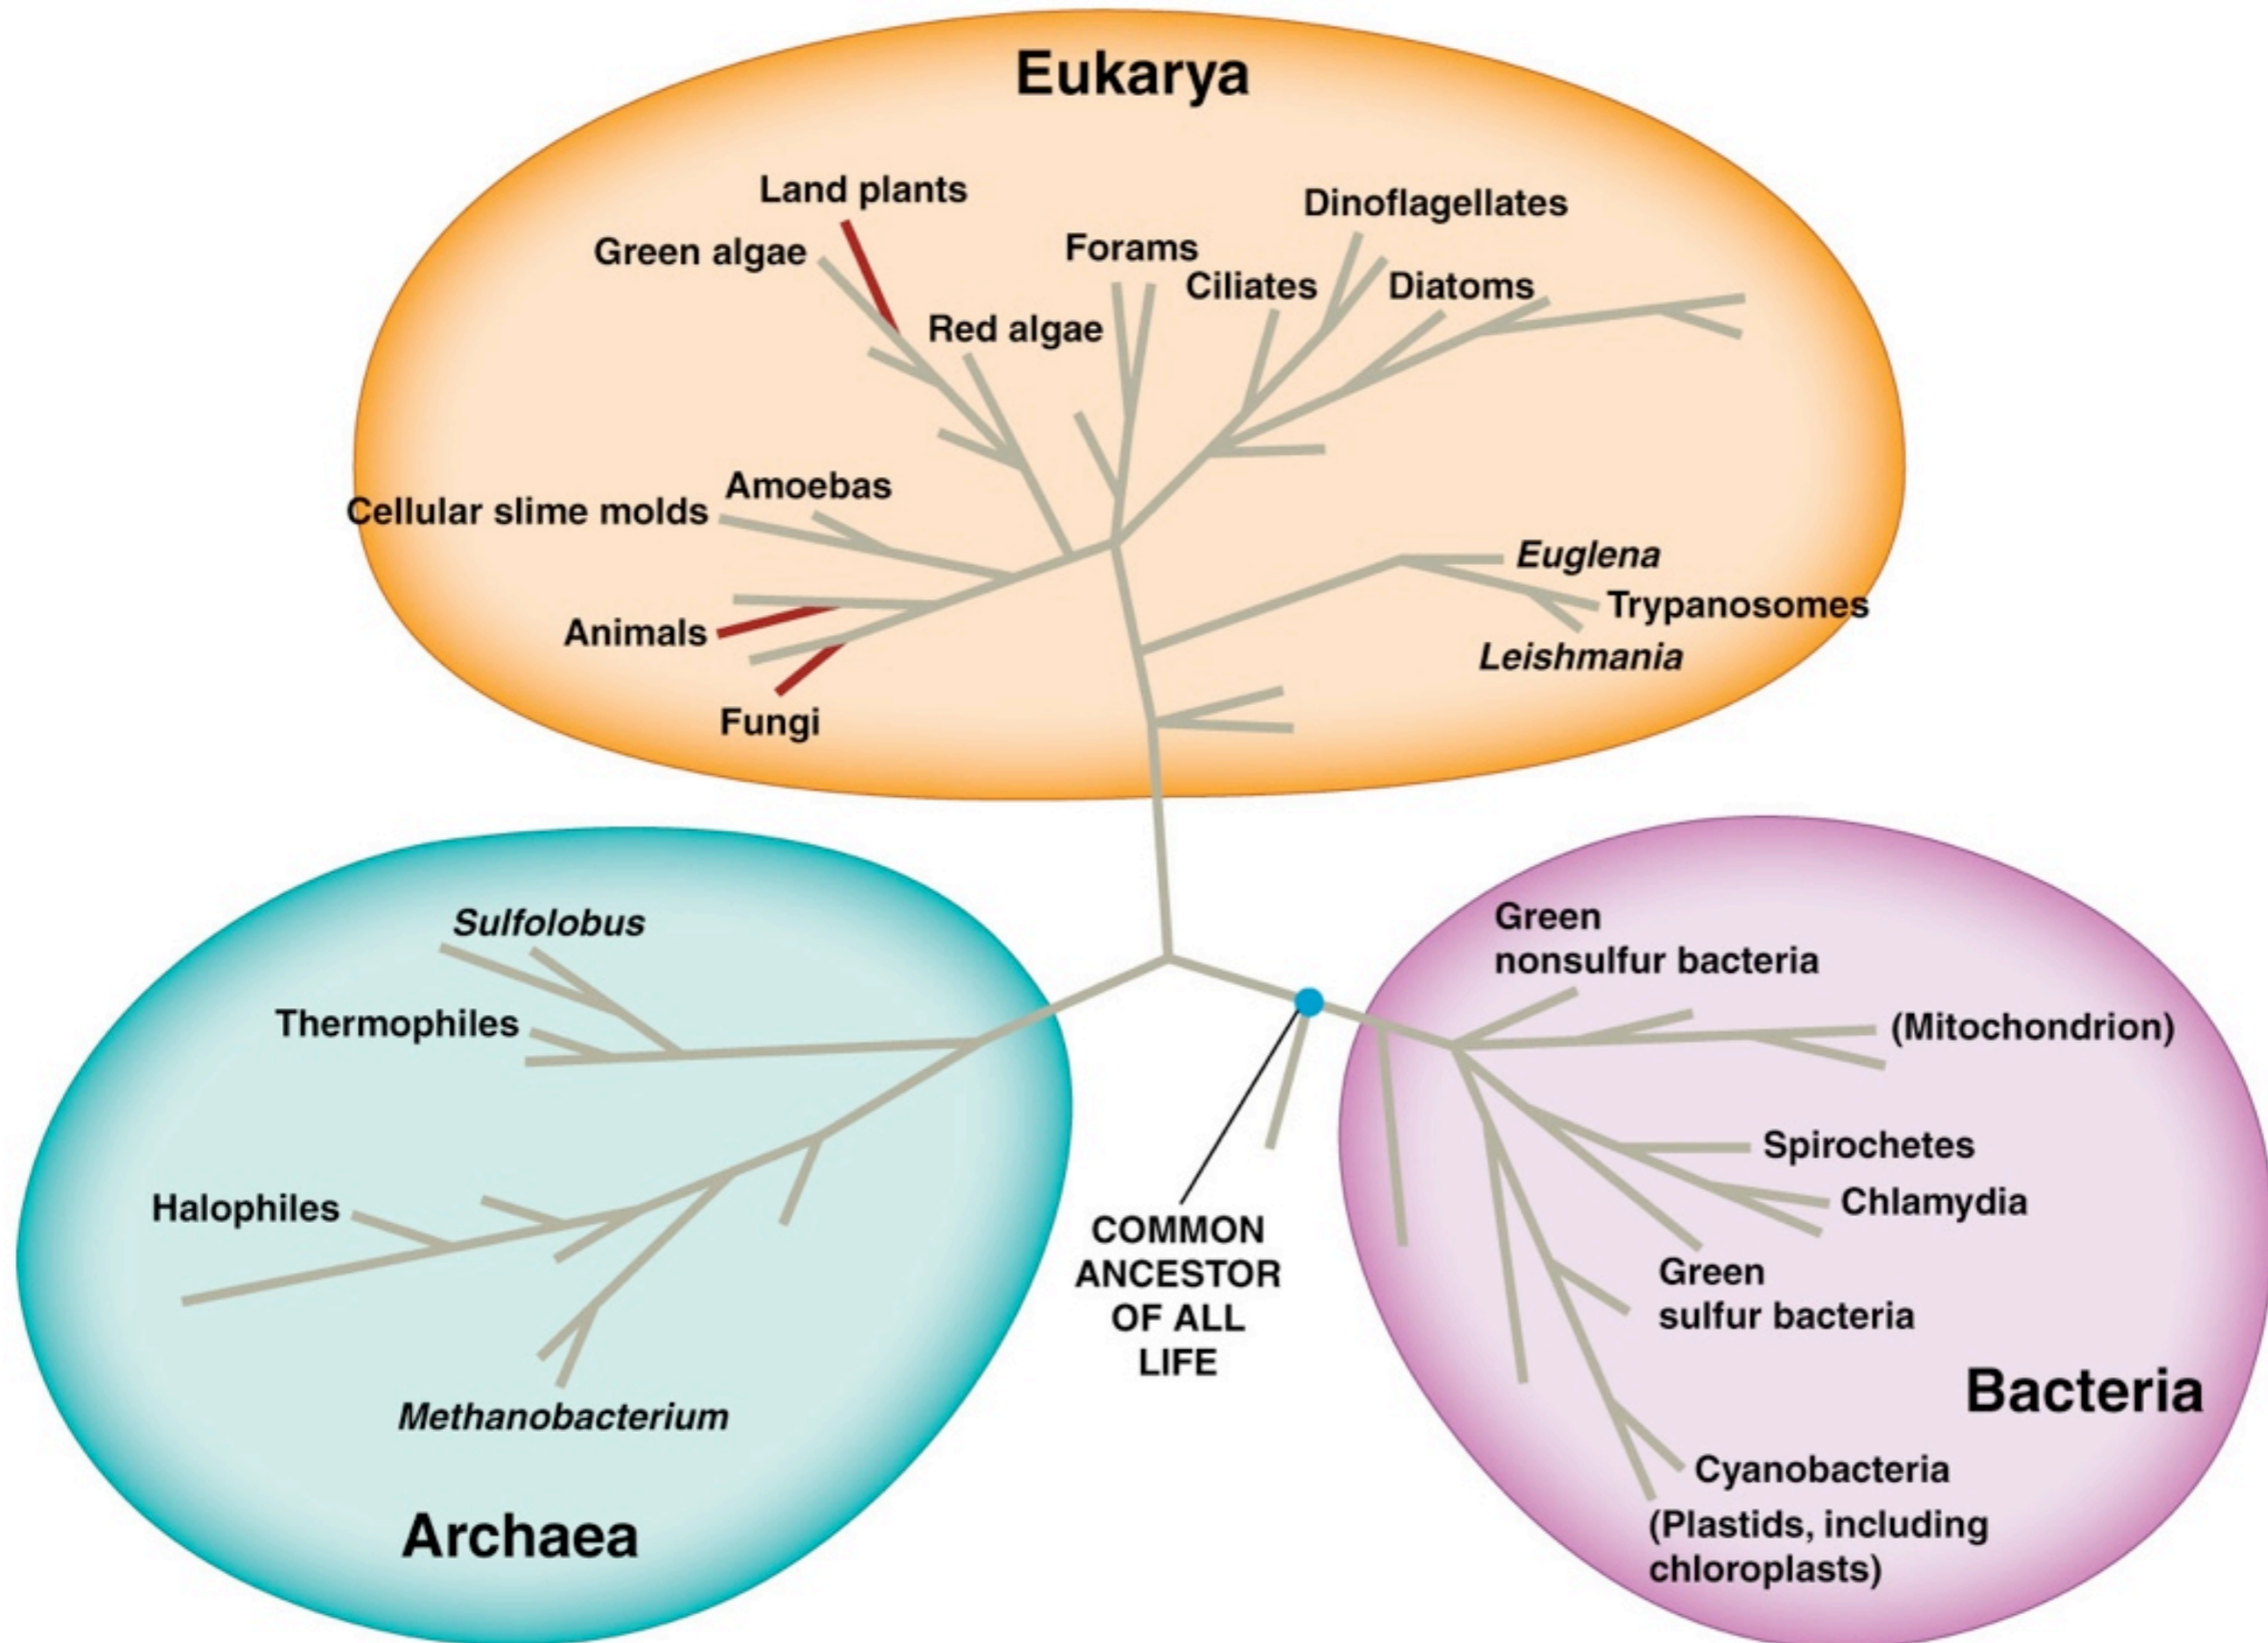 Eukarya
Land plants
Dinoflagellates
Green algae
Forams
Ciliates
Diatoms
Red algae
Amoebas
Cellular slime molds
Euglena
Trypanosomes
Animals
Leishmania
Fungi
Sulfolobus
Thermophiles
Halophiles
Methanobacterium
Archaea
COMMON
ANCESTOR
OF ALL
LIFE
Green
nonsulfur bacteria
(Mitochondrion)
Spirochetes
Chlamydia
Green
sulfur bacteria
Bacteria
Cyanobacteria
(Plastids, including
chloroplasts)